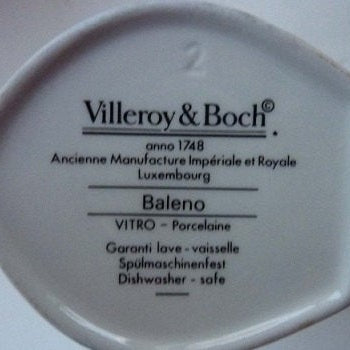 2
Villeroy & Boch©
anno 1748
Ancienne Manufacture Impériale et Royale
Luxembourg
Baleno
VITRO – Porcelaine
Garanti lave - vaisselle
Spülmaschinenfest
Dishwasher - safe